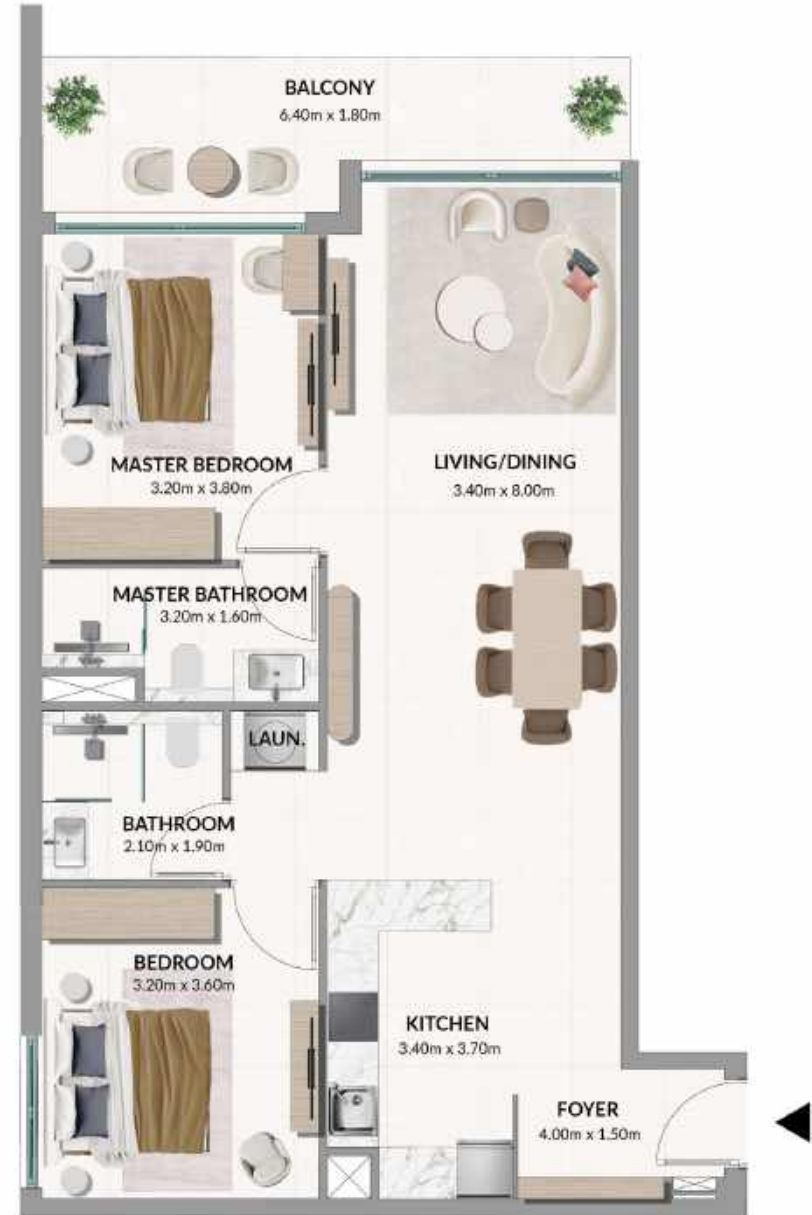 BALCONY
6.40m x 1.80m
MASTER BEDROOM
3.20m x 3.80m
LIVING/DINING
3.40m x 8.00m
MASTER BATHROOM
3.20m x 1.60m
LAUN.
BATHROOM
2.10m x 1.90m
BEDROOM
3.20m x 3.60m
KITCHEN
3.40m x 3.70m
FOYER
4.00m x 1.50m